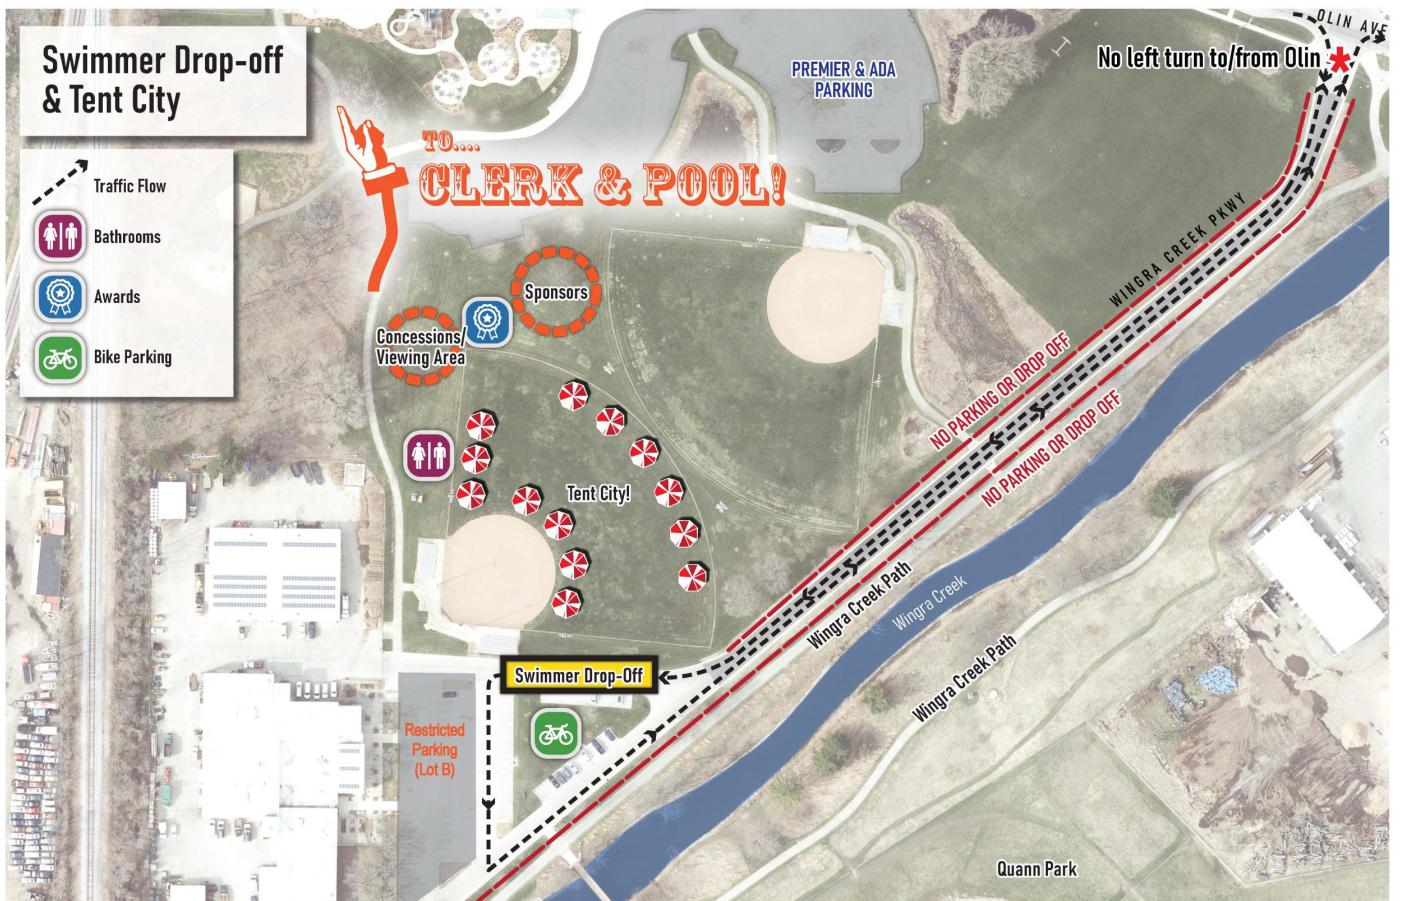 Swimmer Drop-off
& Tent City
Traffic Flow
Bathrooms
Awards
Bike Parking
TO....
CLERK & POOL!
PREMIER & ADA
PARKING
OLIN AVE
No left turn to/from Olin
WINGRA CREEK PKWY
NO PARKING OR DROP OFF
NO PARKING OR DROP OFF
Sponsors
Concessions/
Viewing Area
Tent City!
Wingra Creek Path
Wingra Creek
Wingra Creek Path
Swimmer Drop-Off
Restricted
Parking
(Lot B)
Quann Park